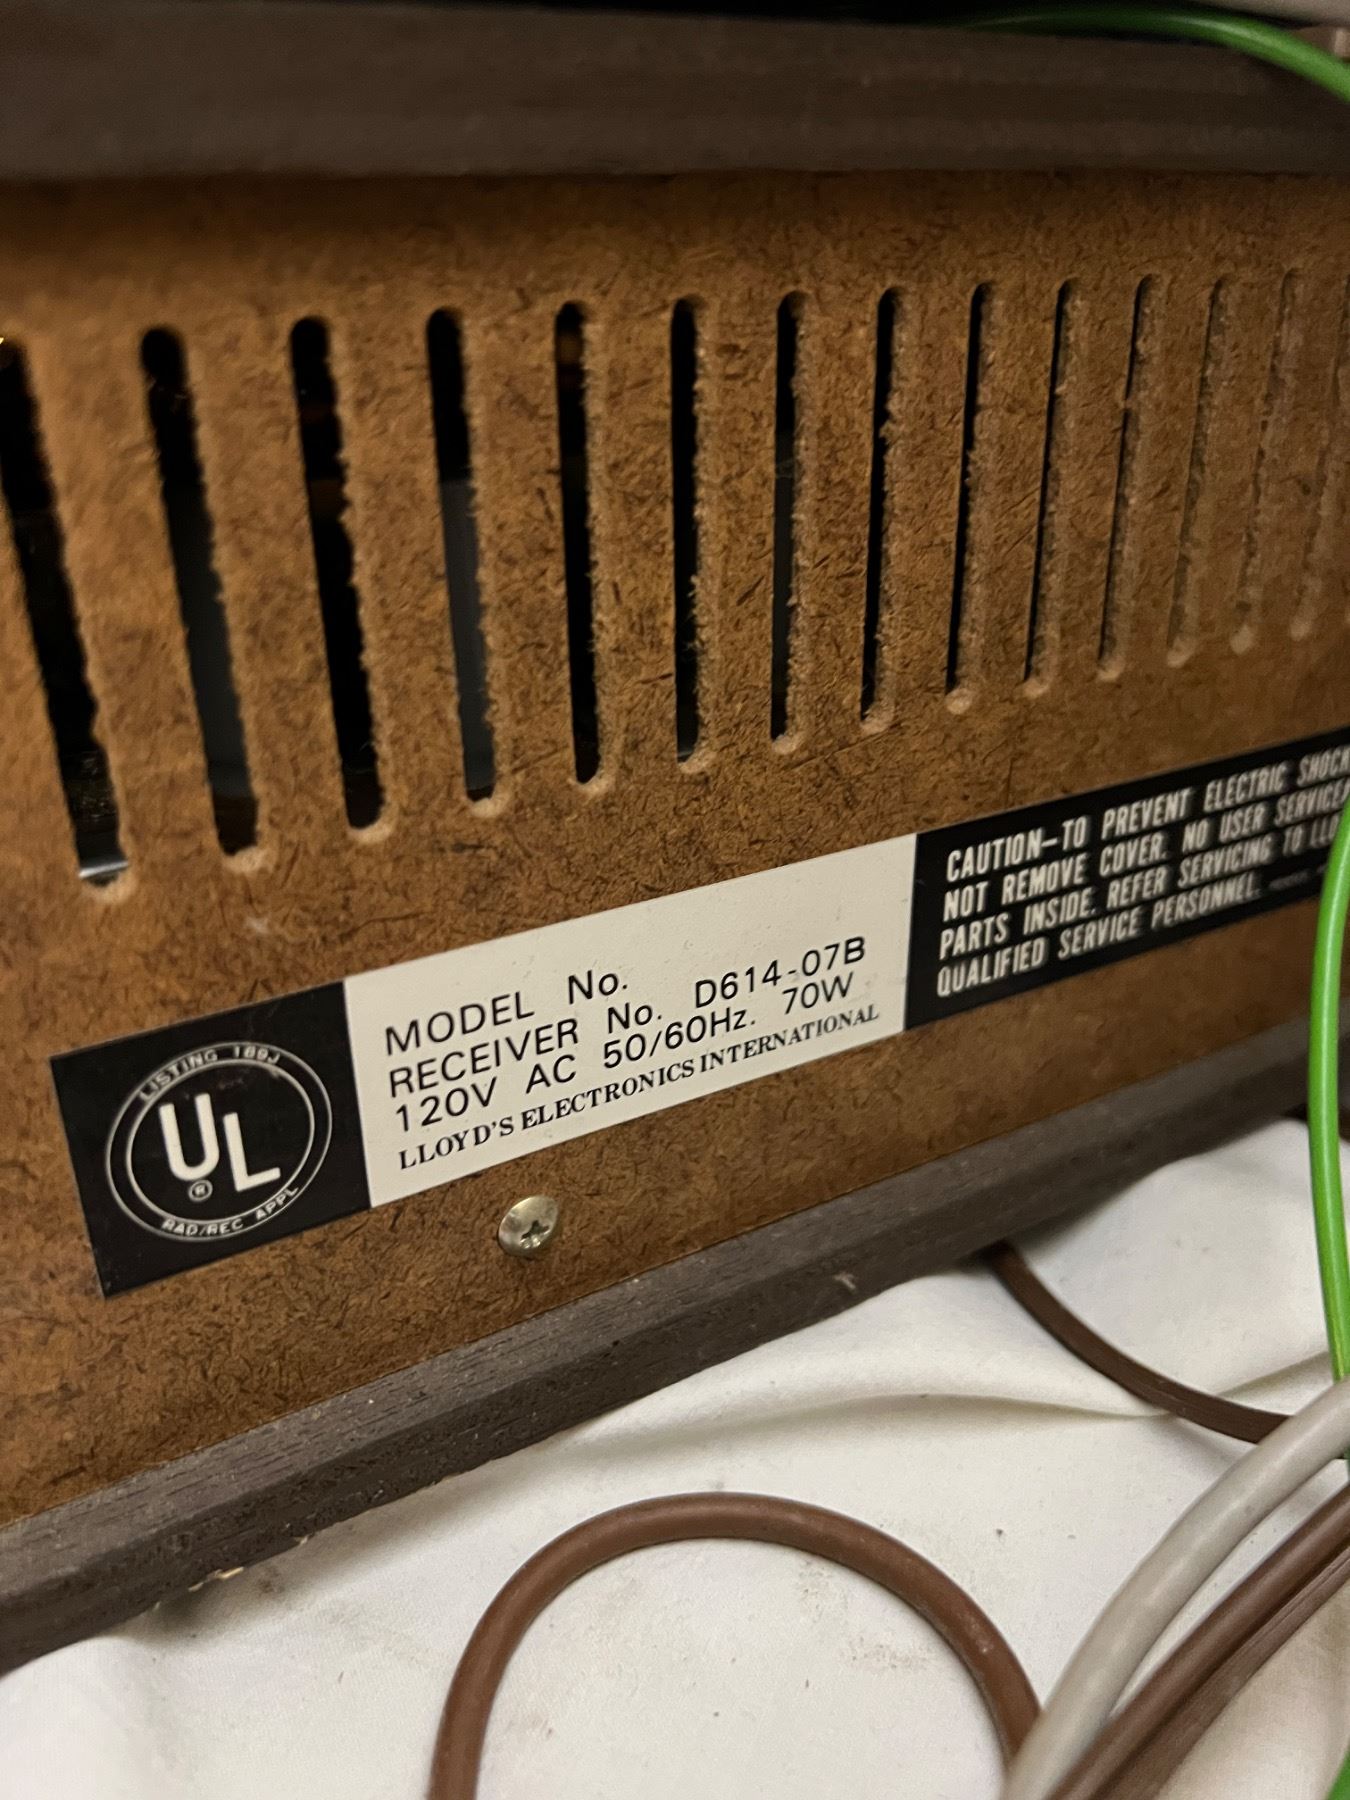 LISTING 189J
UL
®
RAD/REC APPL
MODEL No.
RECEIVER No. D614-07B
120V AC 50/60Hz. 70W
LLOYD'S ELECTRONICS INTERNATIONAL
CAUTION—TO PREVENT ELECTRIC SHOCK
NOT REMOVE COVER. NO USER
PARTS INSIDE. REFER SERVICING TO
QUALIFIED SERVICE PERSONNEL.